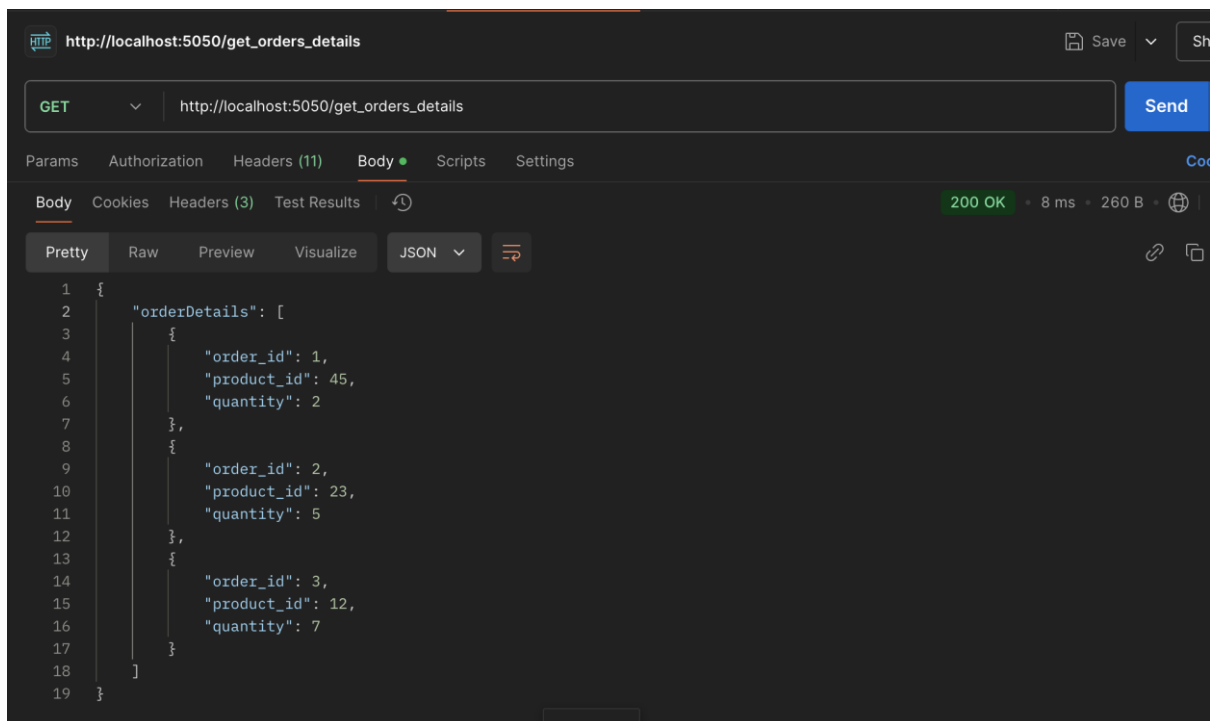 HTTP http://localhost:5050/get_orders_details Save Sh
GET http://localhost:5050/get_orders_details Send
Params Authorization Headers (11) Body Scripts Settings Coo
Body Cookies Headers (3) Test Results 200 OK • 8 ms • 260 B •
Pretty Raw Preview Visualize JSON
1 {
2 "orderDetails": [
3 {
4 "order_id": 1,
5 "product_id": 45,
6 "quantity": 2
7 },
8 {
9 "order_id": 2,
10 "product_id": 23,
11 "quantity": 5
12 },
13 {
14 "order_id": 3,
15 "product_id": 12,
16 "quantity": 7
17 }
18 ]
19 }